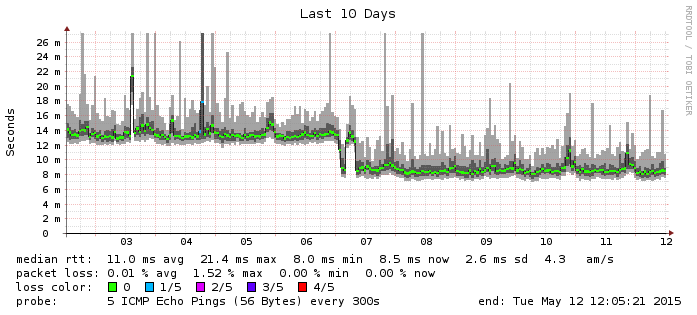 Last 10 Days
RRDTOOL / TOBI OETIKER
Seconds
26 m
24 m
22 m
20 m
18 m
16 m
14 m
12 m
10 m
8 m
6 m
4 m
2 m
0
03 04 05 06 07 08 09 10 11 12
median rtt: 11.0 ms avg 21.4 ms max 8.0 ms min 8.5 ms now 2.6 ms sd 4.3 am/s
packet loss: 0.01 % avg 1.52 % max 0.00 % min 0.00 % now
loss color: 0 1/5 2/5 3/5 4/5
probe: 5 ICMP Echo Pings (56 Bytes) every 300s end: Tue May 12 12:05:21 2015